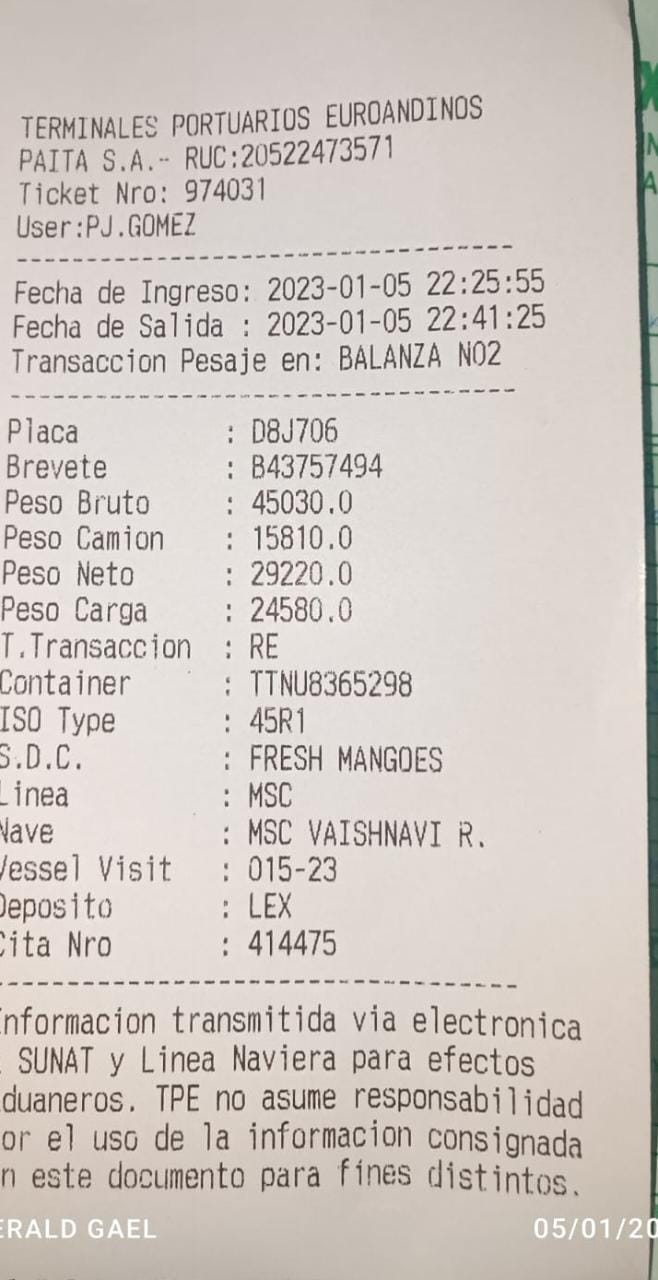 TERMINALES PORTUARIOS EUROANDINOS
PAITA S.A.- RUC:20522473571
Ticket Nro: 974031
User:PJ.GOMEZ
-----------------------------------
Fecha de Ingreso: 2023-01-05 22:25:55
Fecha de Salida : 2023-01-05 22:41:25
Transaccion Pesaje en: BALANZA NO2
-----------------------------------
Placa : D8J706
Brevete : B43757494
Peso Bruto : 45030.0
Peso Camion : 15810.0
Peso Neto : 29220.0
Peso Carga : 24580.0
T.Transaccion : RE
Container : TTNU8365298
ISO Type : 45R1
S.D.C. : FRESH MANGOES
Linea : MSC
Nave : MSC VAISHNAVI R.
Vessel Visit : 015-23
Deposito : LEX
Cita Nro : 414475
-----------------------------------
Informacion transmitida via electronica
SUNAT y Linea Naviera para efectos
duaneros. TPE no asume responsabilidad
or el uso de la informacion consignada
n este documento para fines distintos.
ERALD GAEL 05/01/20